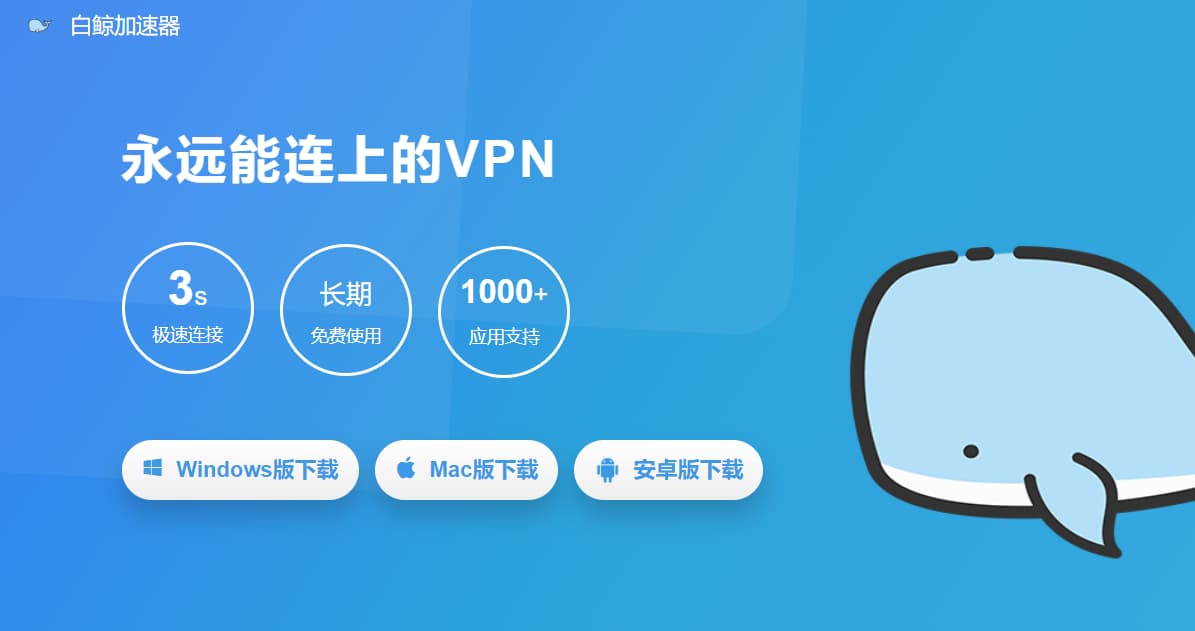 白鲸加速器
永远能连上的VPN
3s
极速连接
长期
免费使用
1000+
应用支持
Windows版下载
Mac版下载
安卓版下载